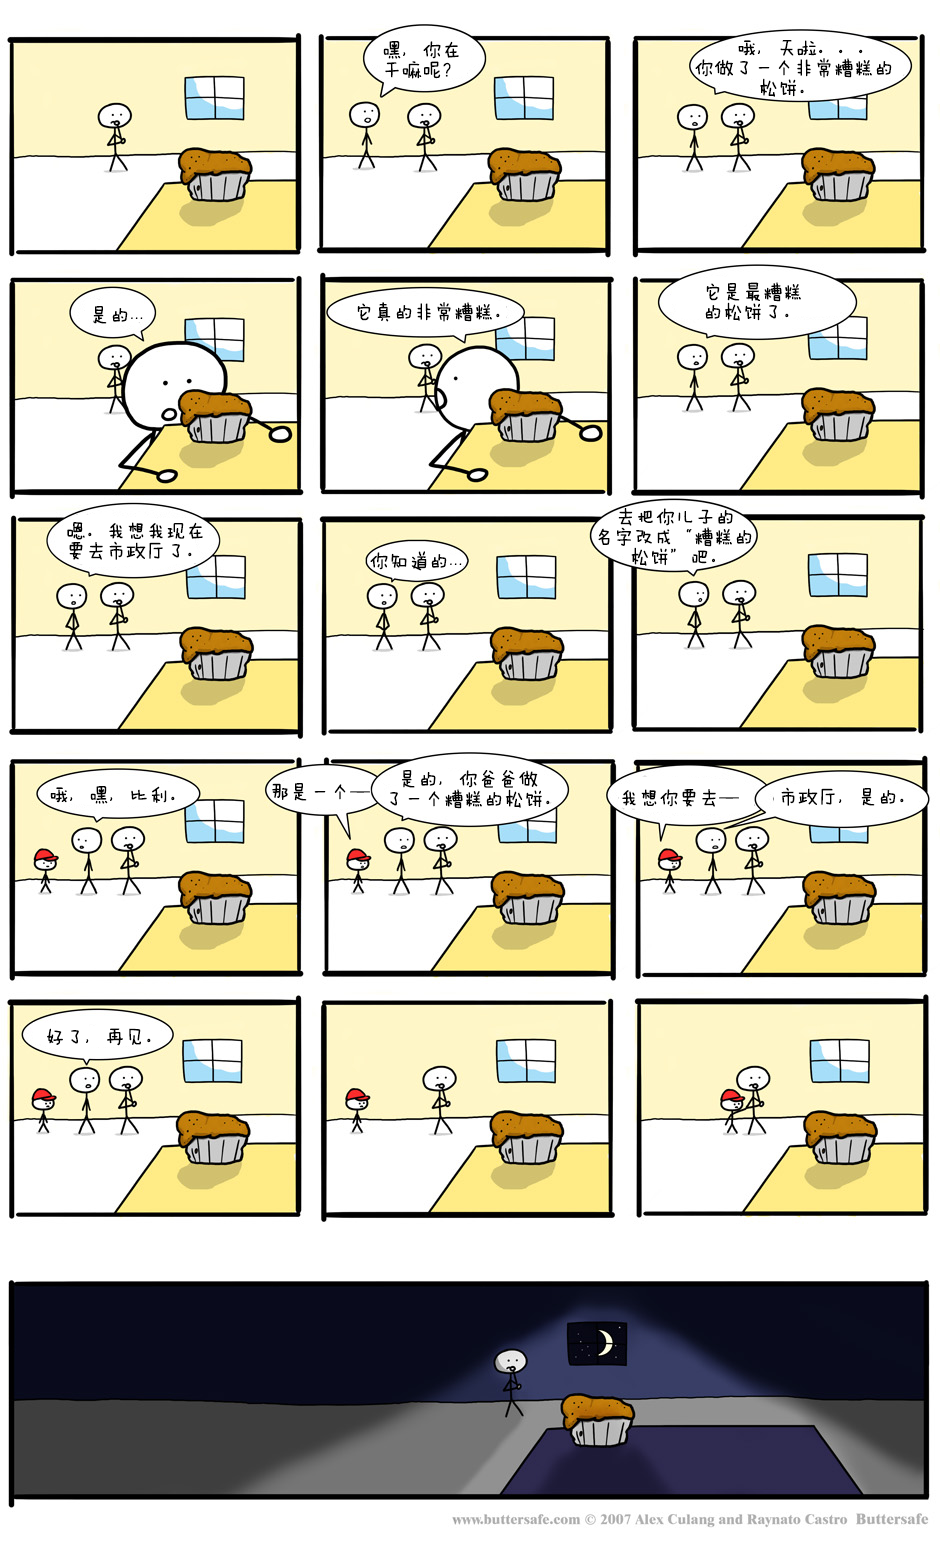 嘿，你在
干嘛呢？
哦，天啦...
你做了一个非常糟糕的
松饼。
是的...
它真的非常糟糕。
它是最糟糕
的松饼了。
嗯。我想我现在
要去市政厅了。
你知道的...
去把你儿子的
名字改成“糟糕的
松饼”吧。
哦，嘿，比利。
那是一个—
是的，你爸爸做
了一个糟糕的松饼。
我想你要去—
市政厅，是的。
好了，再见。
www.buttersafe.com © 2007 Alex Culang and Raynato Castro Buttersafe